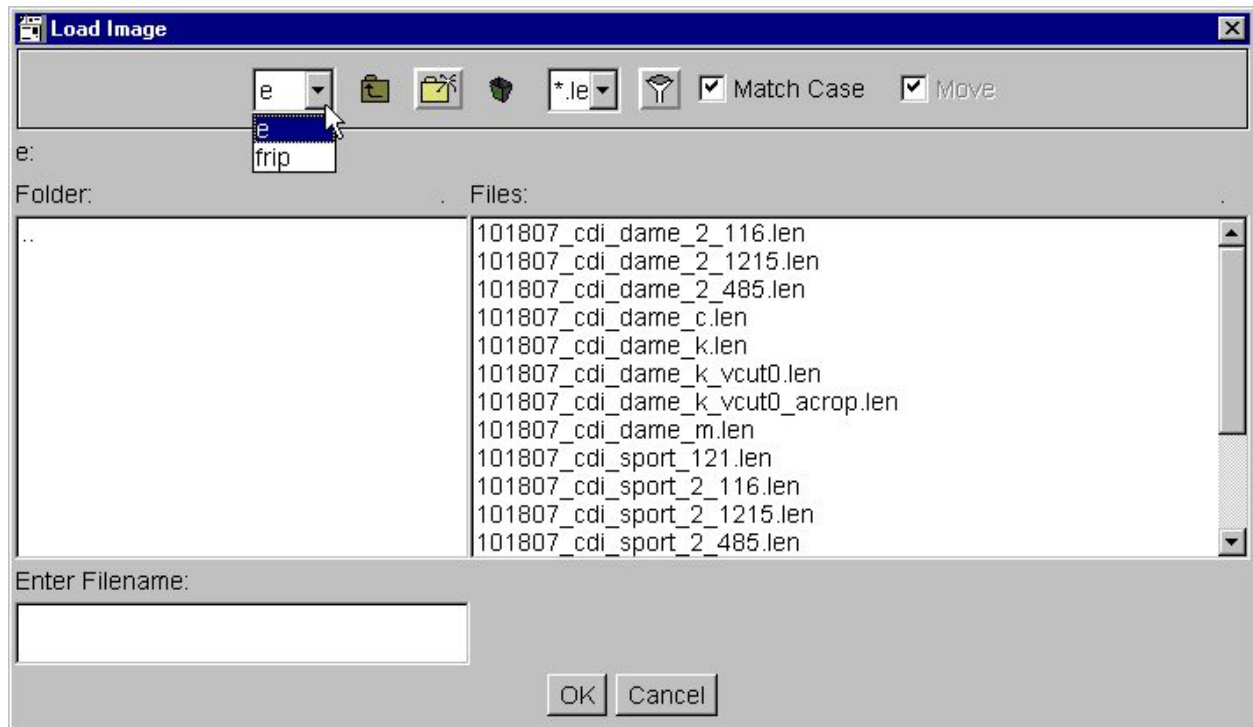 Load Image
e
*.le
Match Case
Move
e
frip
e:
Folder: .
Files: .
..
101807_cdi_dame_2_116.len
101807_cdi_dame_2_1215.len
101807_cdi_dame_2_485.len
101807_cdi_dame_c.len
101807_cdi_dame_k.len
101807_cdi_dame_k_vcut0.len
101807_cdi_dame_k_vcut0_acrop.len
101807_cdi_dame_m.len
101807_cdi_sport_121.len
101807_cdi_sport_2_116.len
101807_cdi_sport_2_1215.len
101807_cdi_sport_2_485.len
Enter Filename:
OK
Cancel